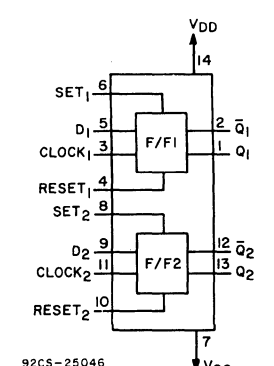 VDD
14
6
SET1
5
D1
F/F1
2
Q̅1
3
CLOCK1
1
Q1
4
RESET1
8
SET2
9
D2
F/F2
12
Q̅2
11
CLOCK2
13
Q2
10
RESET2
7
92CS-25046